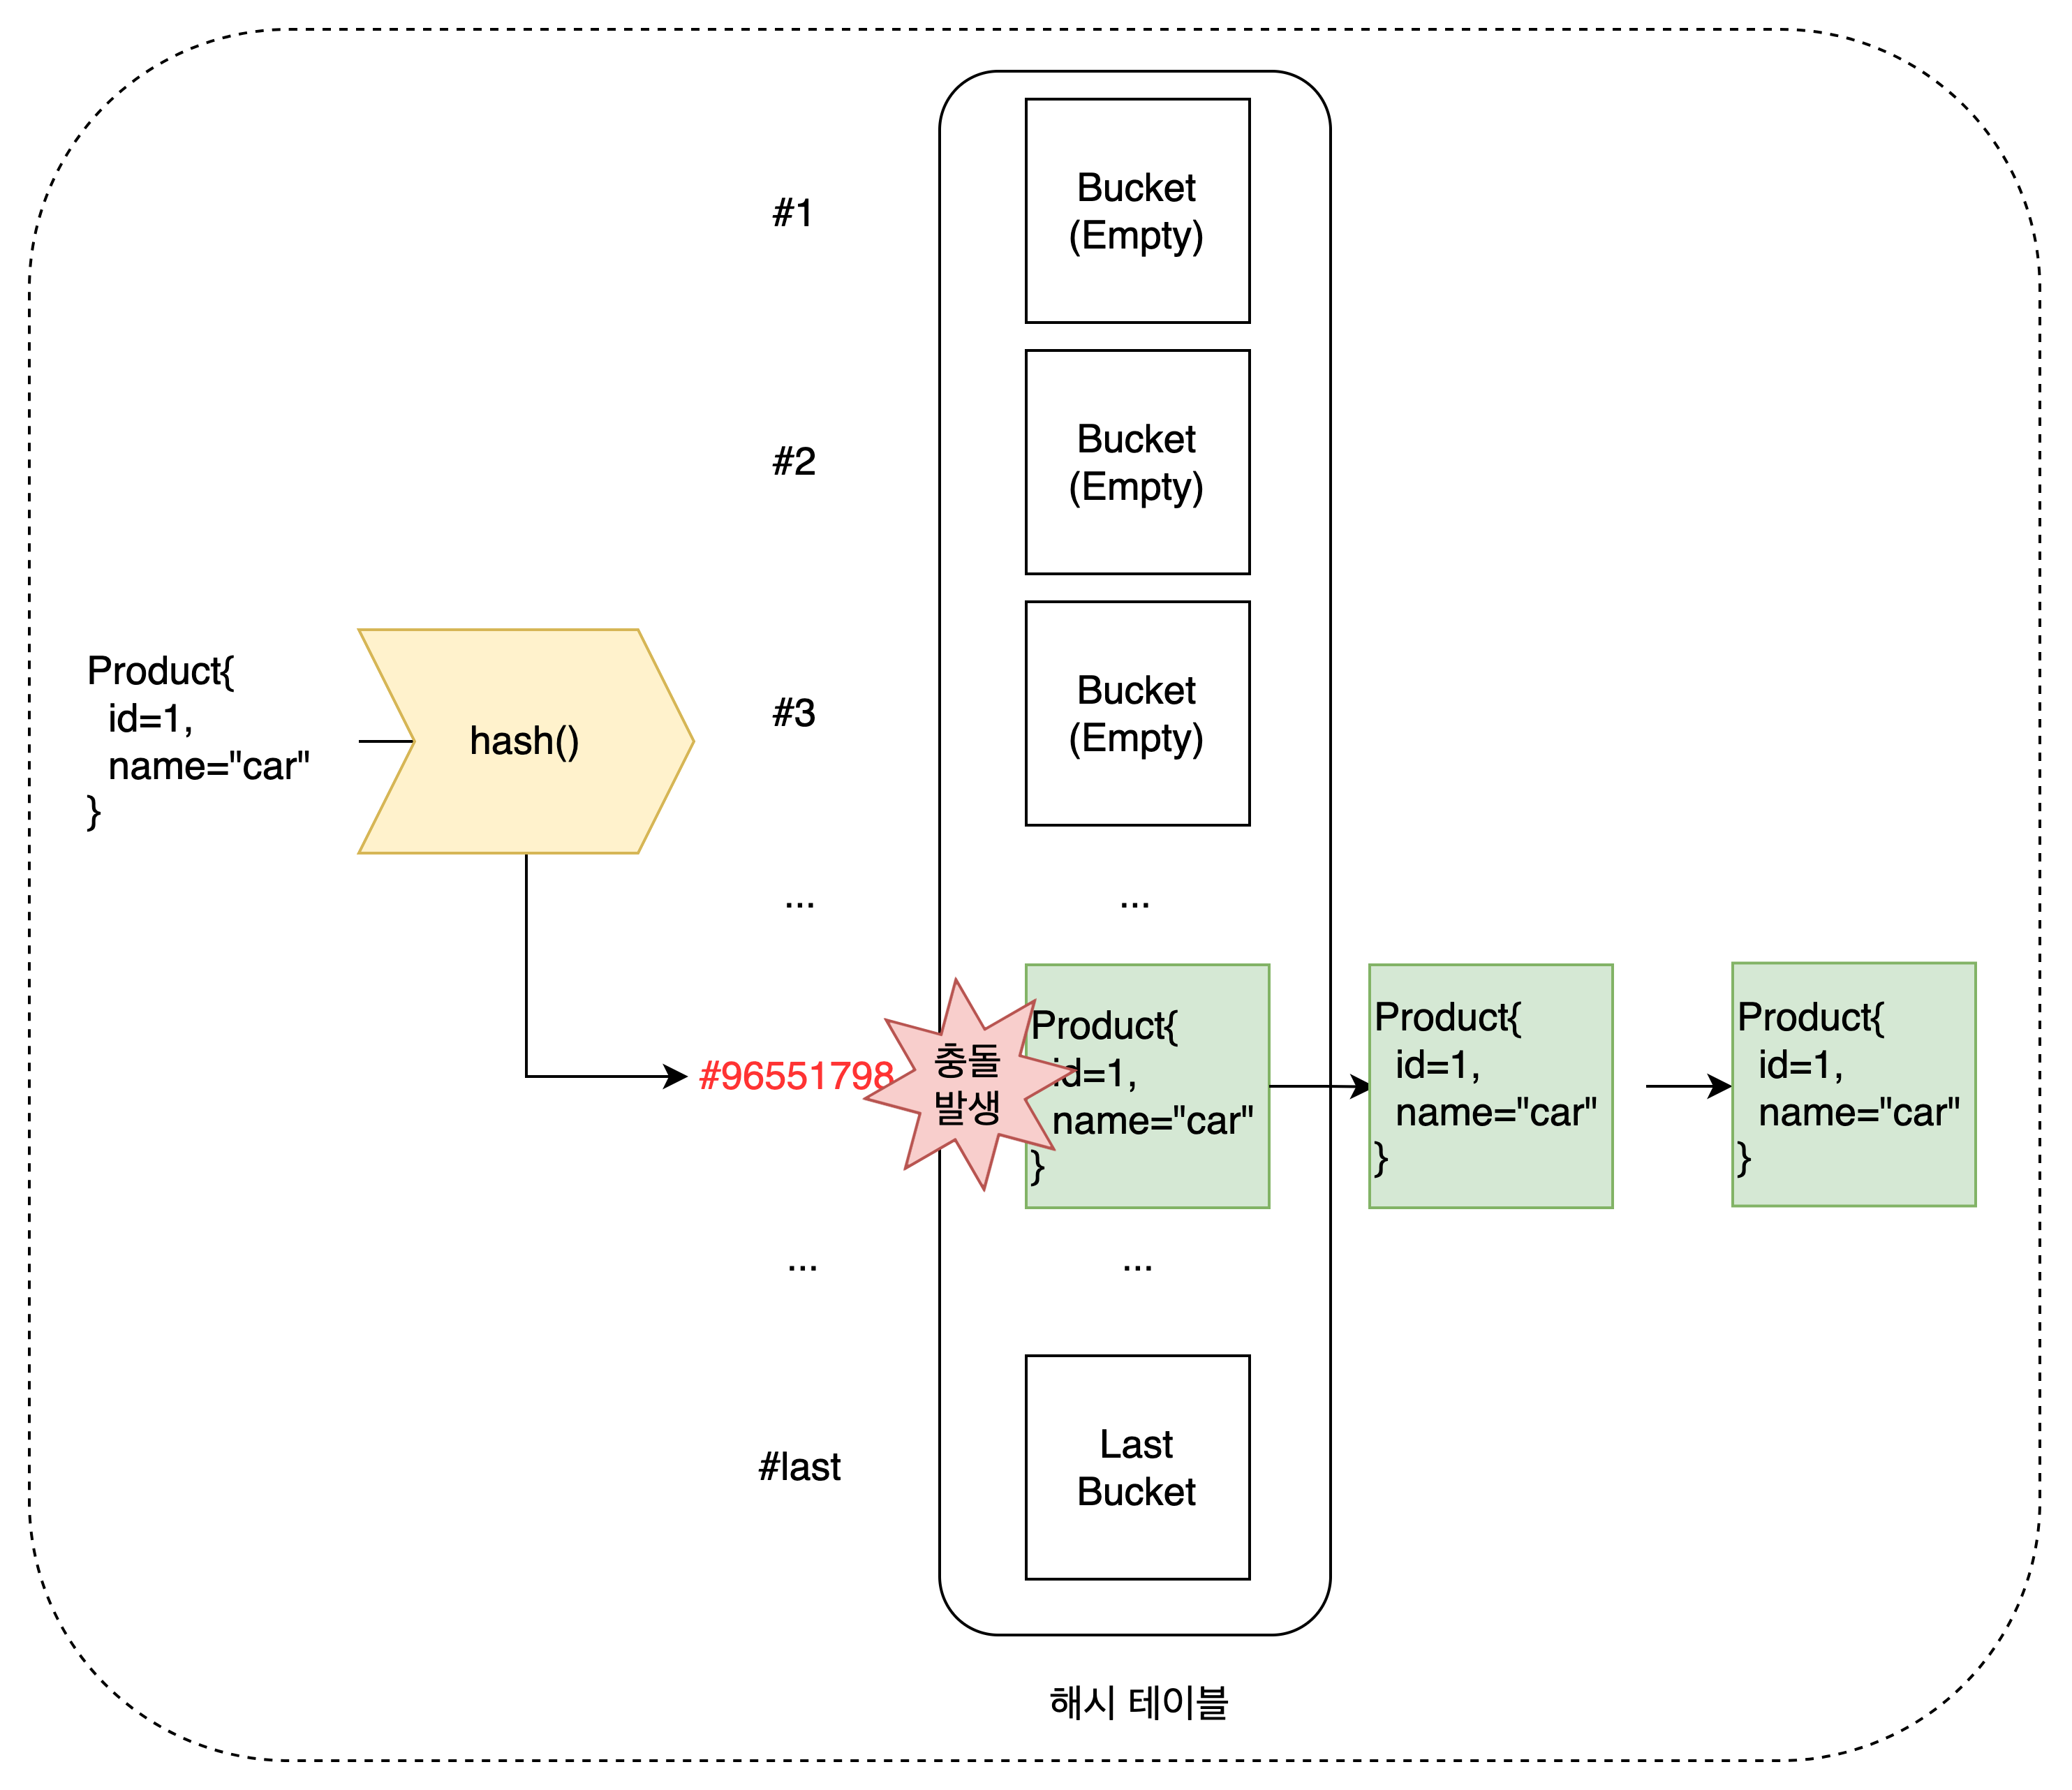 #1
Bucket
(Empty)
#2
Bucket
(Empty)
Product{
id=1,
name="car"
}
hash()
#3
Bucket
(Empty)
...
...
#96551798
충돌
발생
Product{
id=1,
name="car"
}
Product{
id=1,
name="car"
}
Product{
id=1,
name="car"
}
...
...
#last
Last
Bucket
해시 테이블